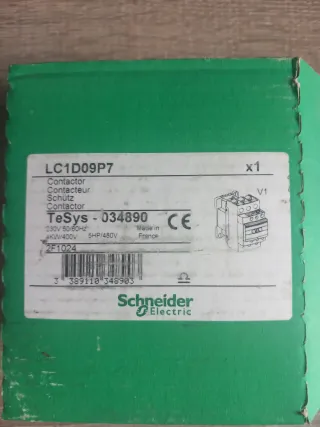 LC1D09P7 x1
Contactor
Contacteur
Schütz
Contactor
V1
TeSys - 034890 CE
230V 50/60Hz Made in
4KW/400V 5HP/480V France
2F1024
3 389110 348903
Schneider
Electric